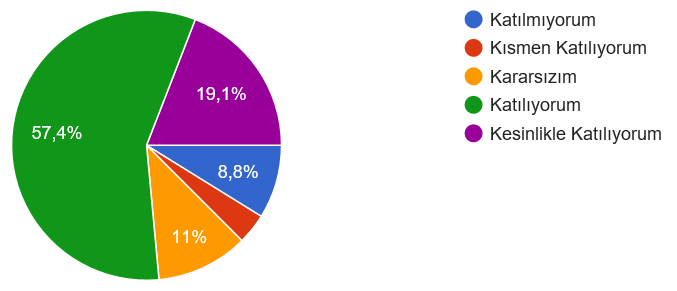 Katılmıyorum
Kısmen Katılıyorum
Kararsızım
Katılıyorum
Kesinlikle Katılıyorum
19,1%
57,4%
8,8%
11%